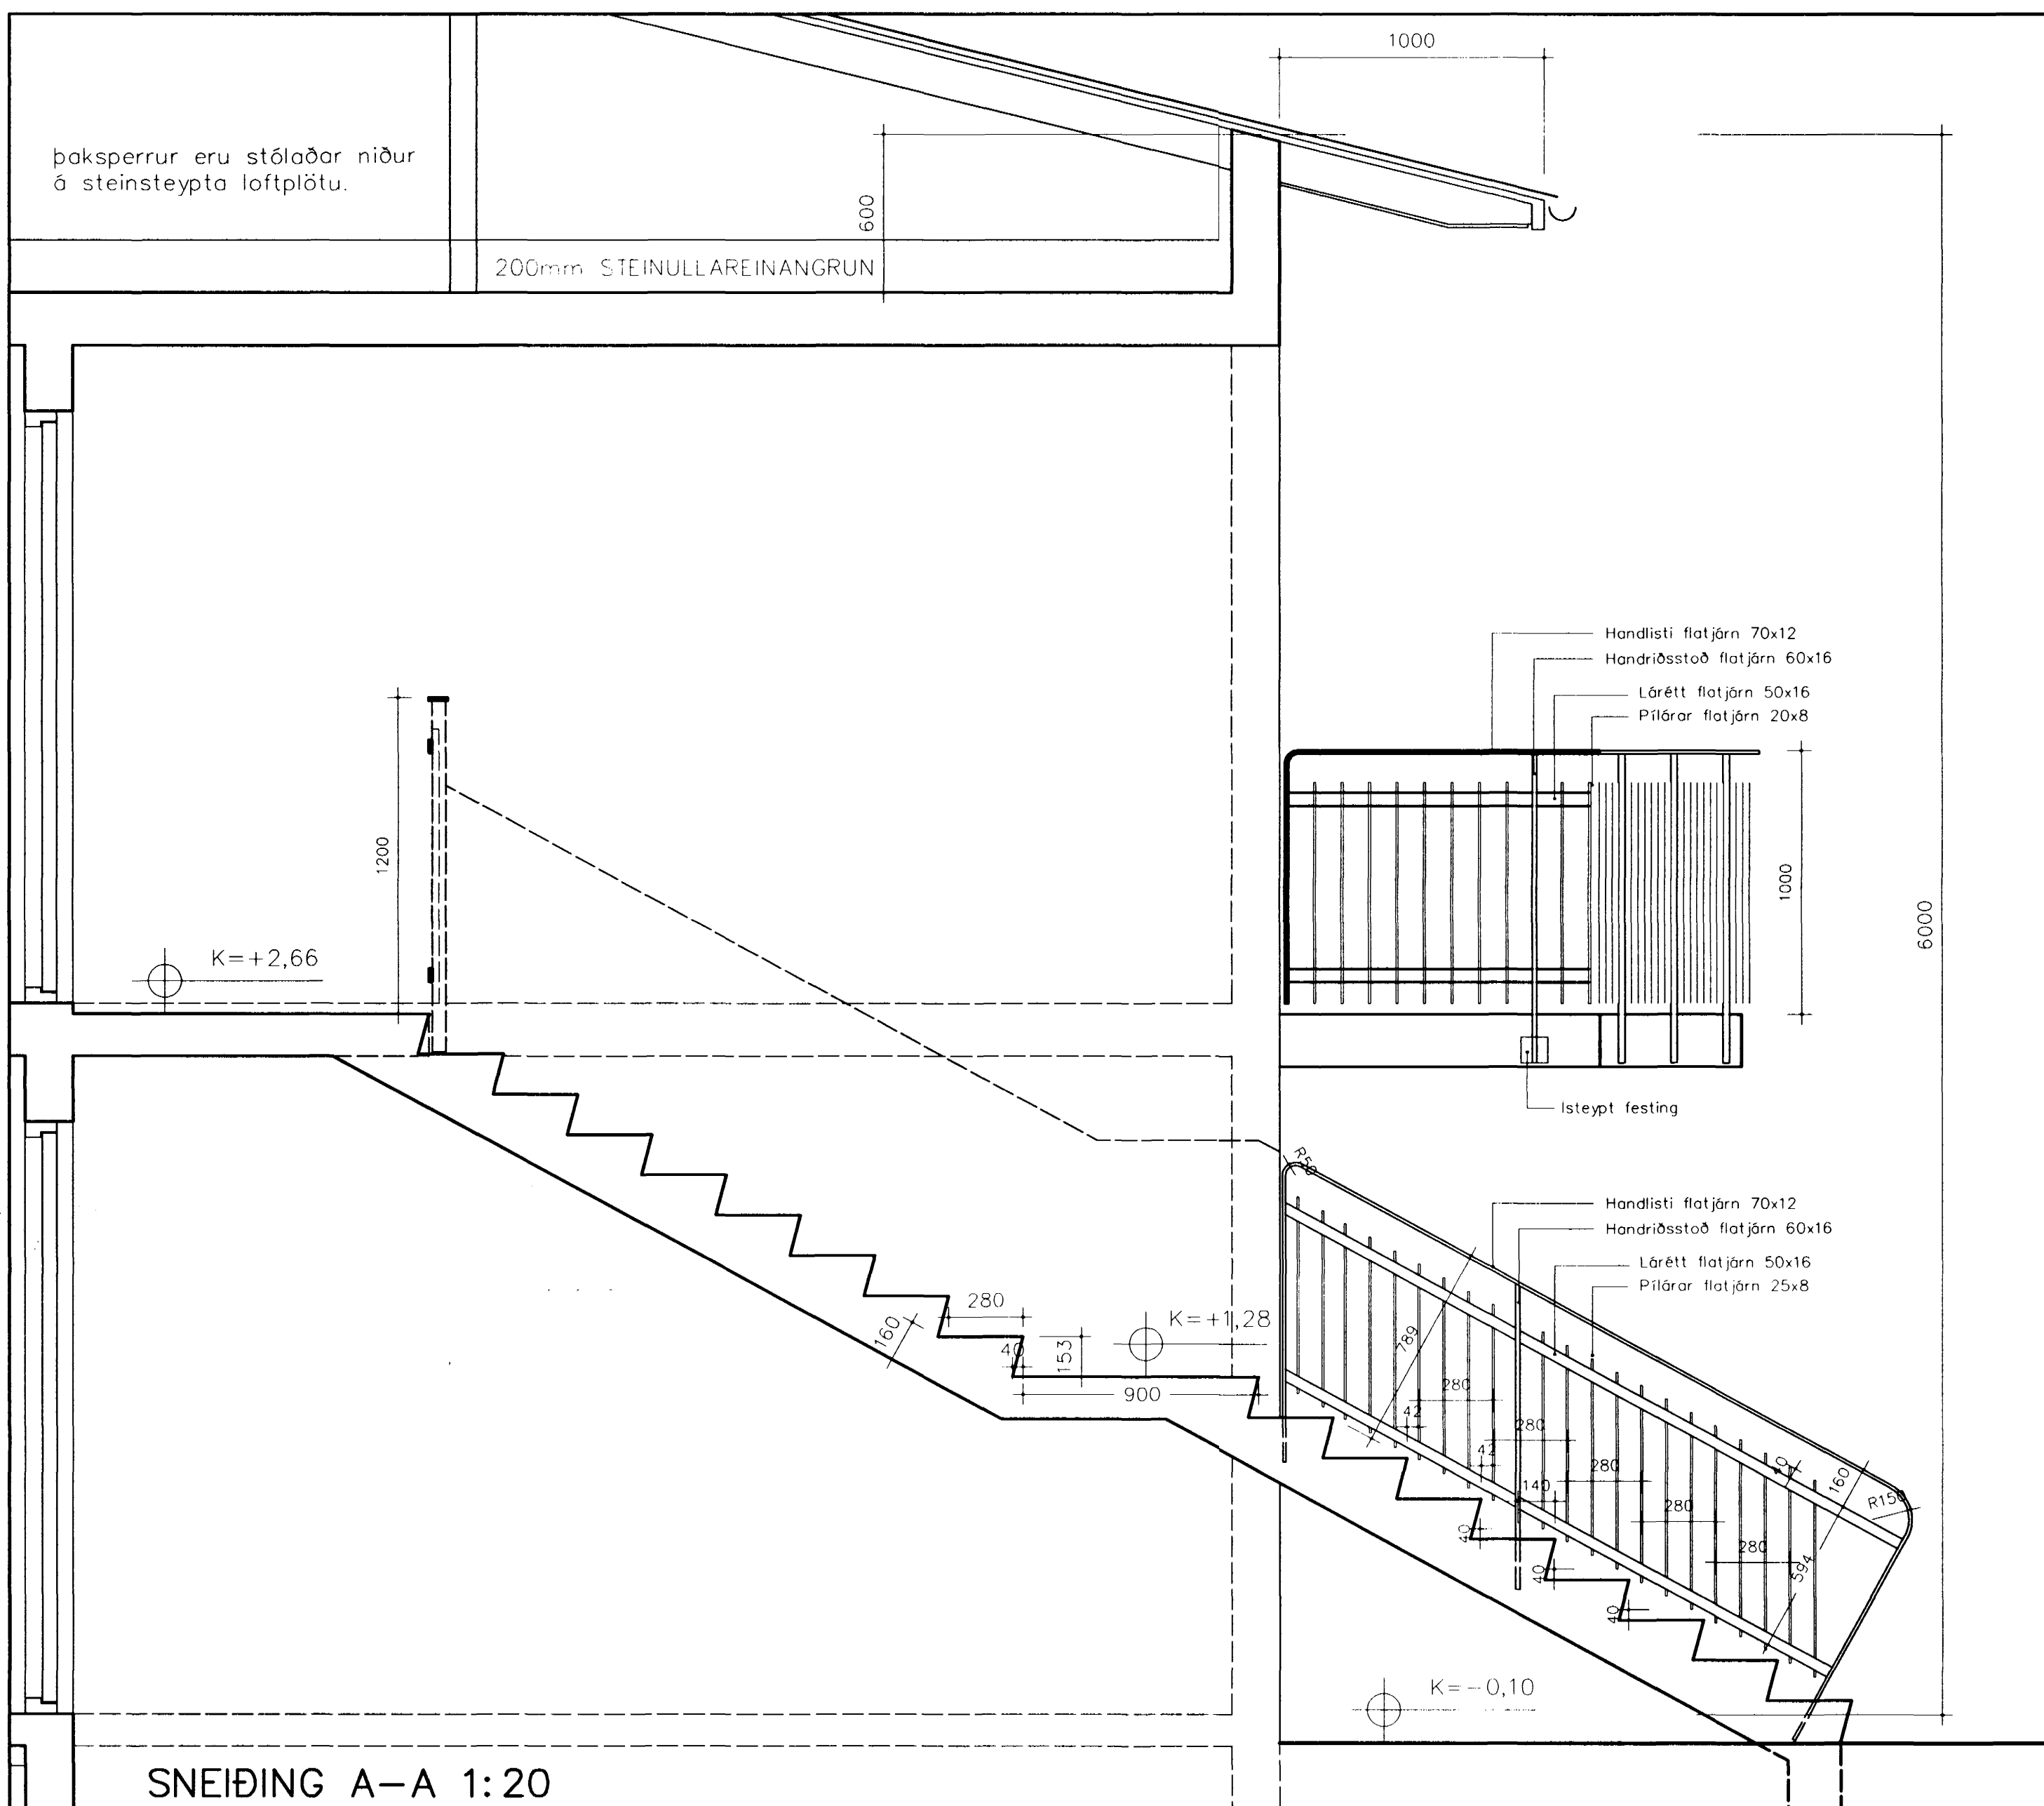 1000
þaksperrur eru stólaðar niður
á steinsteypta loftplötu.
600
200mm STEINULLAREINANGRUN
Handlisti flatjárn 70x12
Handriðsstoð flatjárn 60x16
Lárétt flatjárn 50x16
Pílárar flatjárn 20x8
1200
1000
6000
K=+2,66
Isteypt festing
R50
Handlisti flatjárn 70x12
Handriðsstoð flatjárn 60x16
Lárétt flatjárn 50x16
Pílárar flatjárn 25x8
280
K=+1,28
160
40
153
900
789
280
42
280
42
280
140
40
160
R150
280
40
280
594
40
40
K=-0,10
SNEIÐING A-A 1:20